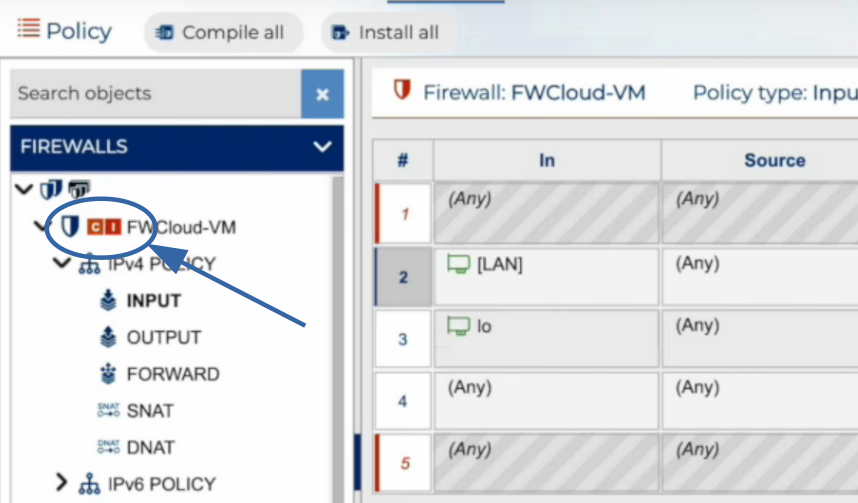 Policy
Compile all
Install all
Search objects
×
Firewall: FWCloud-VM
Policy type: Inpu
FIREWALLS
C I FWCloud-VM
IPv4 POLICY
INPUT
OUTPUT
FORWARD
SNAT SNAT
DNAT DNAT
IPv6 POLICY
# In Source
1 (Any) (Any)
2 [LAN] (Any)
3 lo (Any)
4 (Any) (Any)
5 (Any) (Any)